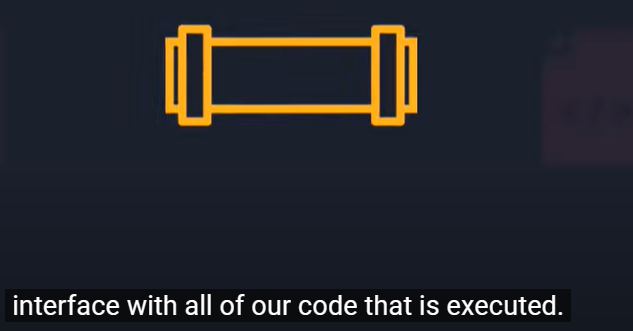 interface with all of our code that is executed.